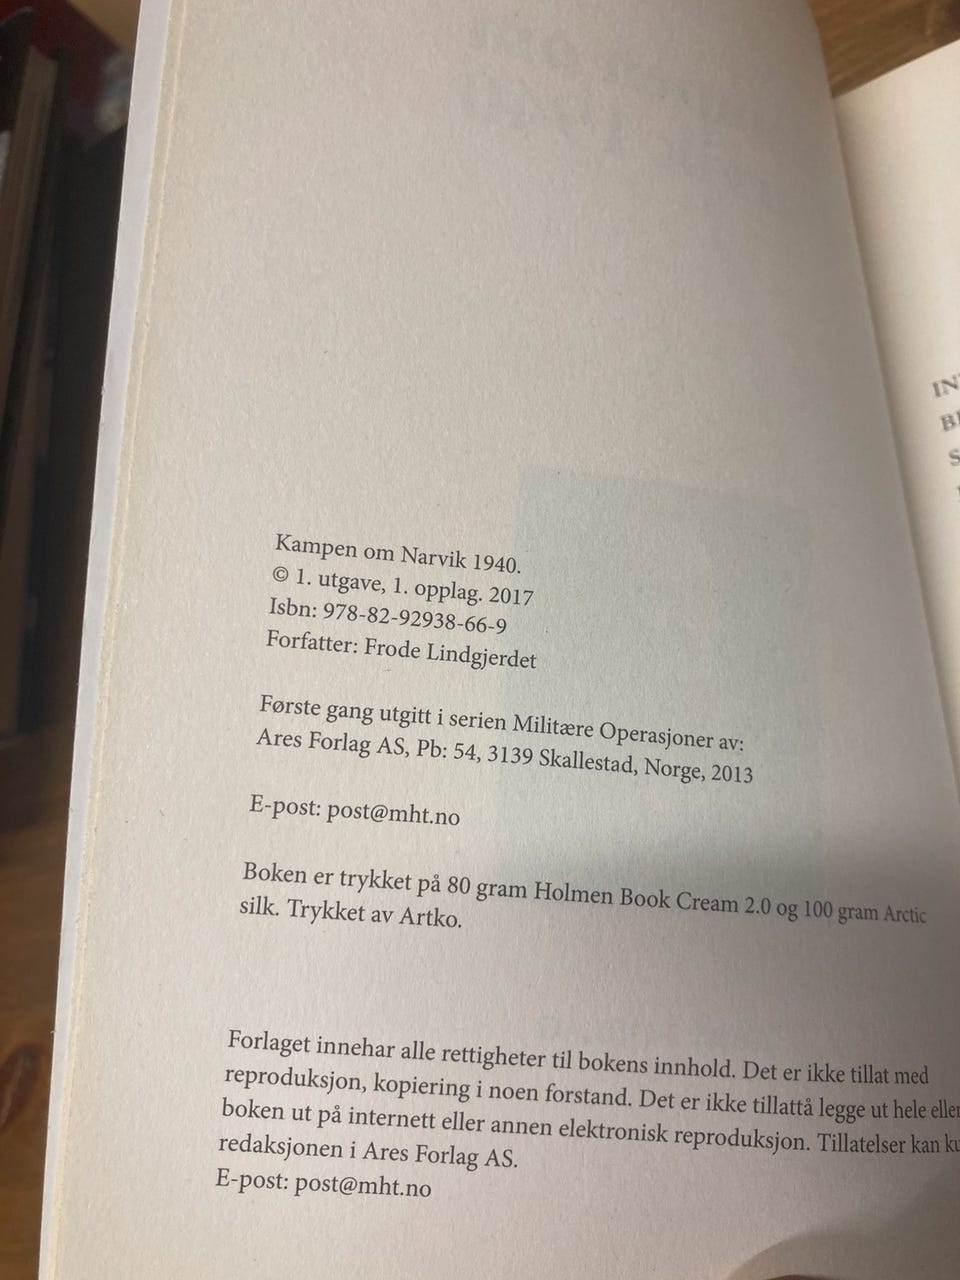 Kampen om Narvik 1940.
© 1. utgave, 1. opplag. 2017
Isbn: 978-82-92938-66-9
Forfatter: Frode Lindgjerdet
Første gang utgitt i serien Militære Operasjoner av:
Ares Forlag AS, Pb: 54, 3139 Skallestad, Norge, 2013
E-post: post@mht.no
Boken er trykket på 80 gram Holmen Book Cream 2.0 og 100 gram Arctic
silk. Trykket av Artko.
Forlaget innehar alle rettigheter til bokens innhold. Det er ikke tillat med
reproduksjon, kopiering i noen forstand. Det er ikke tillattå legge ut hele eller
boken ut på internett eller annen elektronisk reproduksjon. Tillatelser kan
redaksjonen i Ares Forlag AS.
E-post: post@mht.no